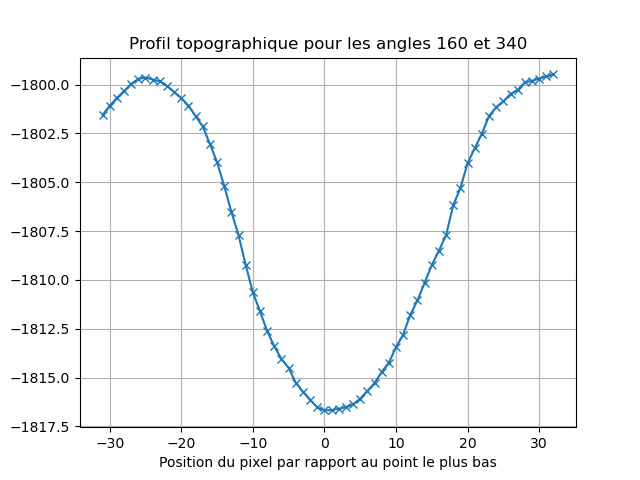 Profil topographique pour les angles 160 et 340
−1800.0
−1802.5
−1805.0
−1807.5
−1810.0
−1812.5
−1815.0
−1817.5
−30 −20 −10 0 10 20 30
Position du pixel par rapport au point le plus bas